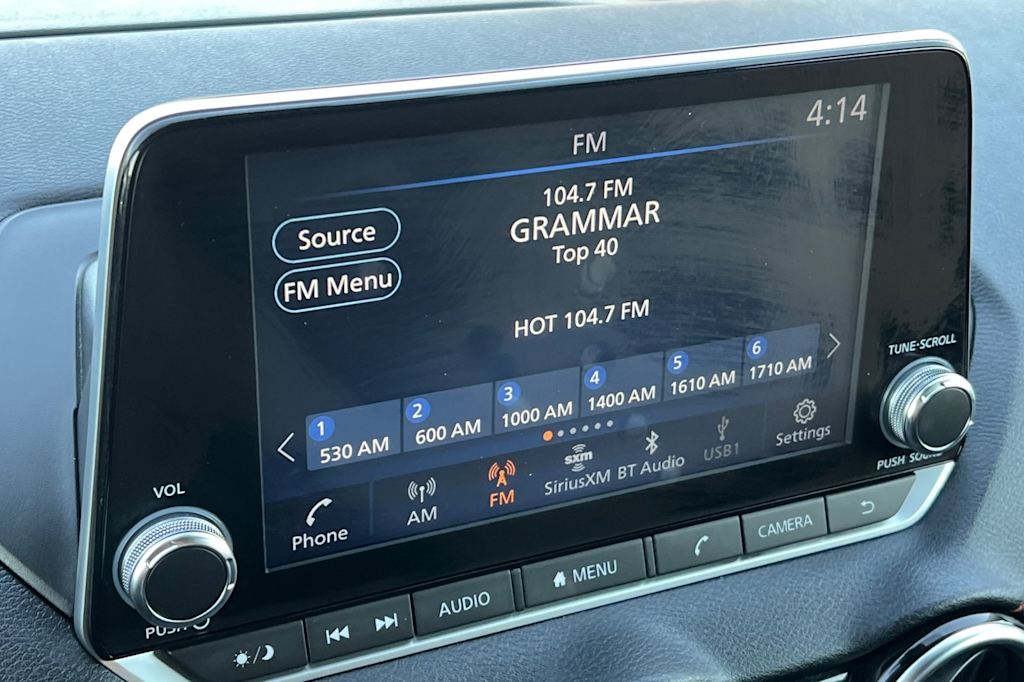 4:14
FM
104.7 FM
GRAMMAR
Top 40
Source
FM Menu
HOT 104.7 FM
1 2 3 4 5 6
530 AM 600 AM 1000 AM 1400 AM 1610 AM 1710 AM
Phone AM FM sxm SiriusXM BT Audio USB1 Settings
TUNE·SCROLL
PUSH SOUND
VOL
PUSH
AUDIO
MENU
CAMERA